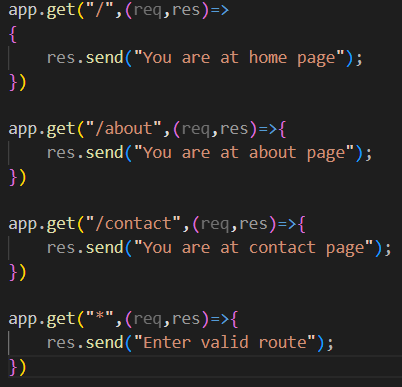 app.get("/",(req,res)=>
{
    res.send("You are at home page");
})

app.get("/about",(req,res)=>{
    res.send("You are at about page");
})

app.get("/contact",(req,res)=>{
    res.send("You are at contact page");
})

app.get("*",(req,res)=>{
    res.send("Enter valid route");
})